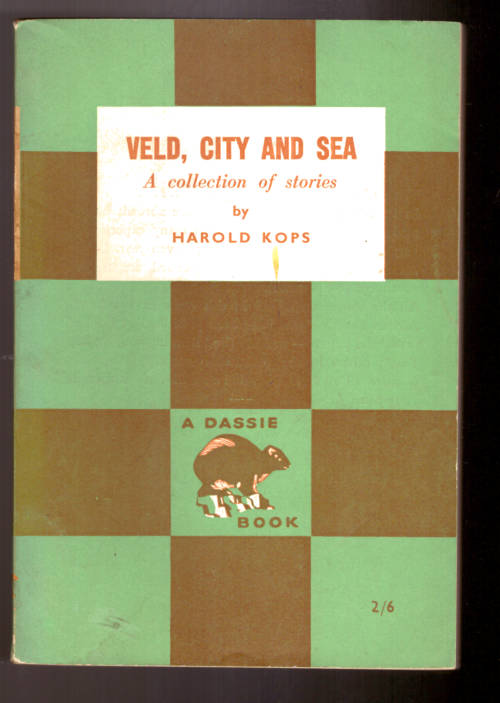 VELD, CITY AND SEA
A collection of stories
by
HAROLD KOPS
A DASSIE
BOOK
2/6